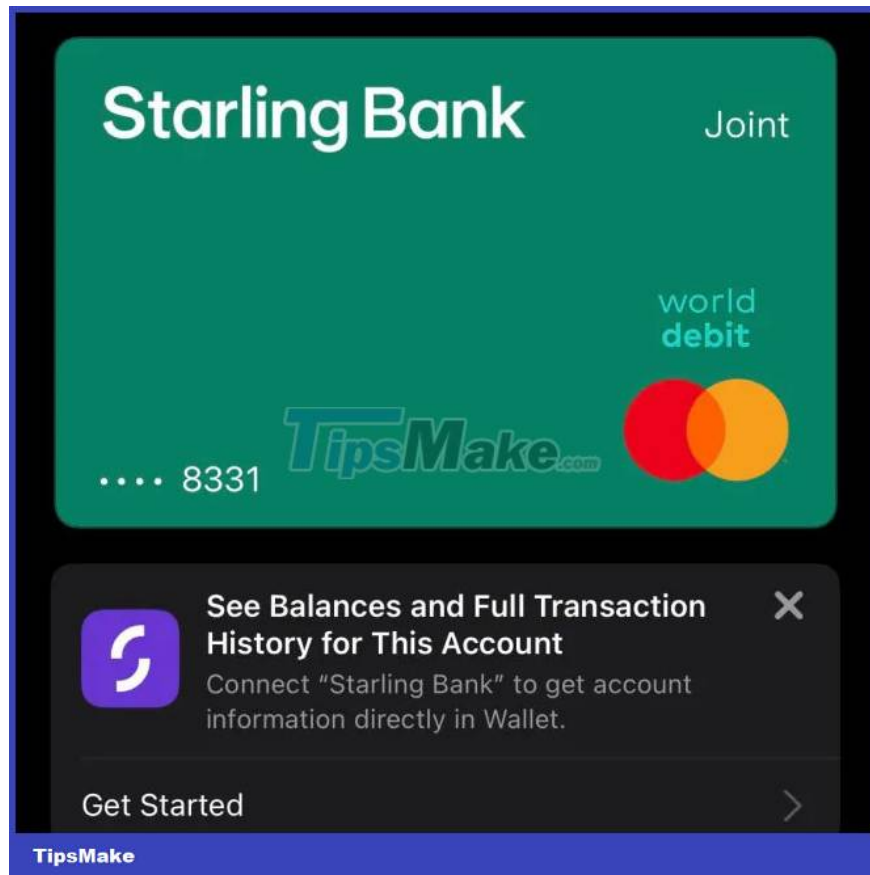 Starling Bank
Joint
world
debit
TipsMake.com
•••• 8331
See Balances and Full Transaction
History for This Account
Connect “Starling Bank” to get account
information directly in Wallet.
Get Started
TipsMake